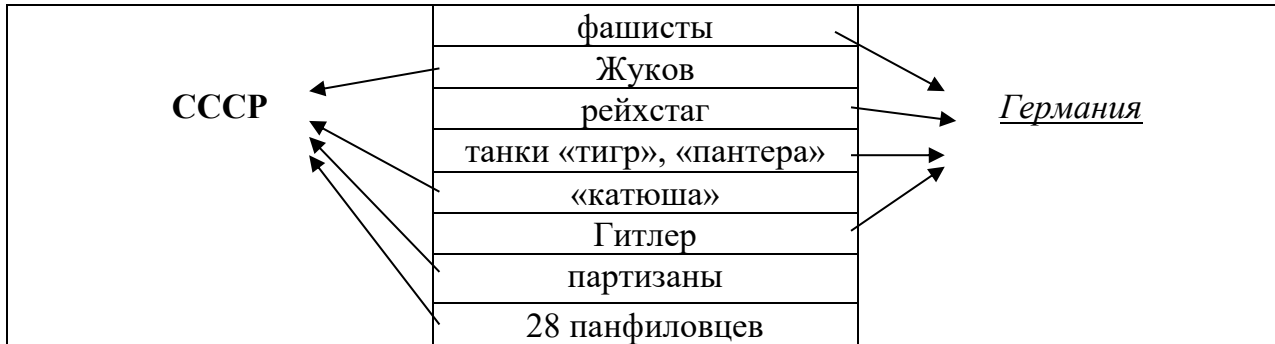 фашисты
Жуков
СССР
рейхстаг
Германия
танки «тигр», «пантера»
«катюша»
Гитлер
партизаны
28 панфиловцев